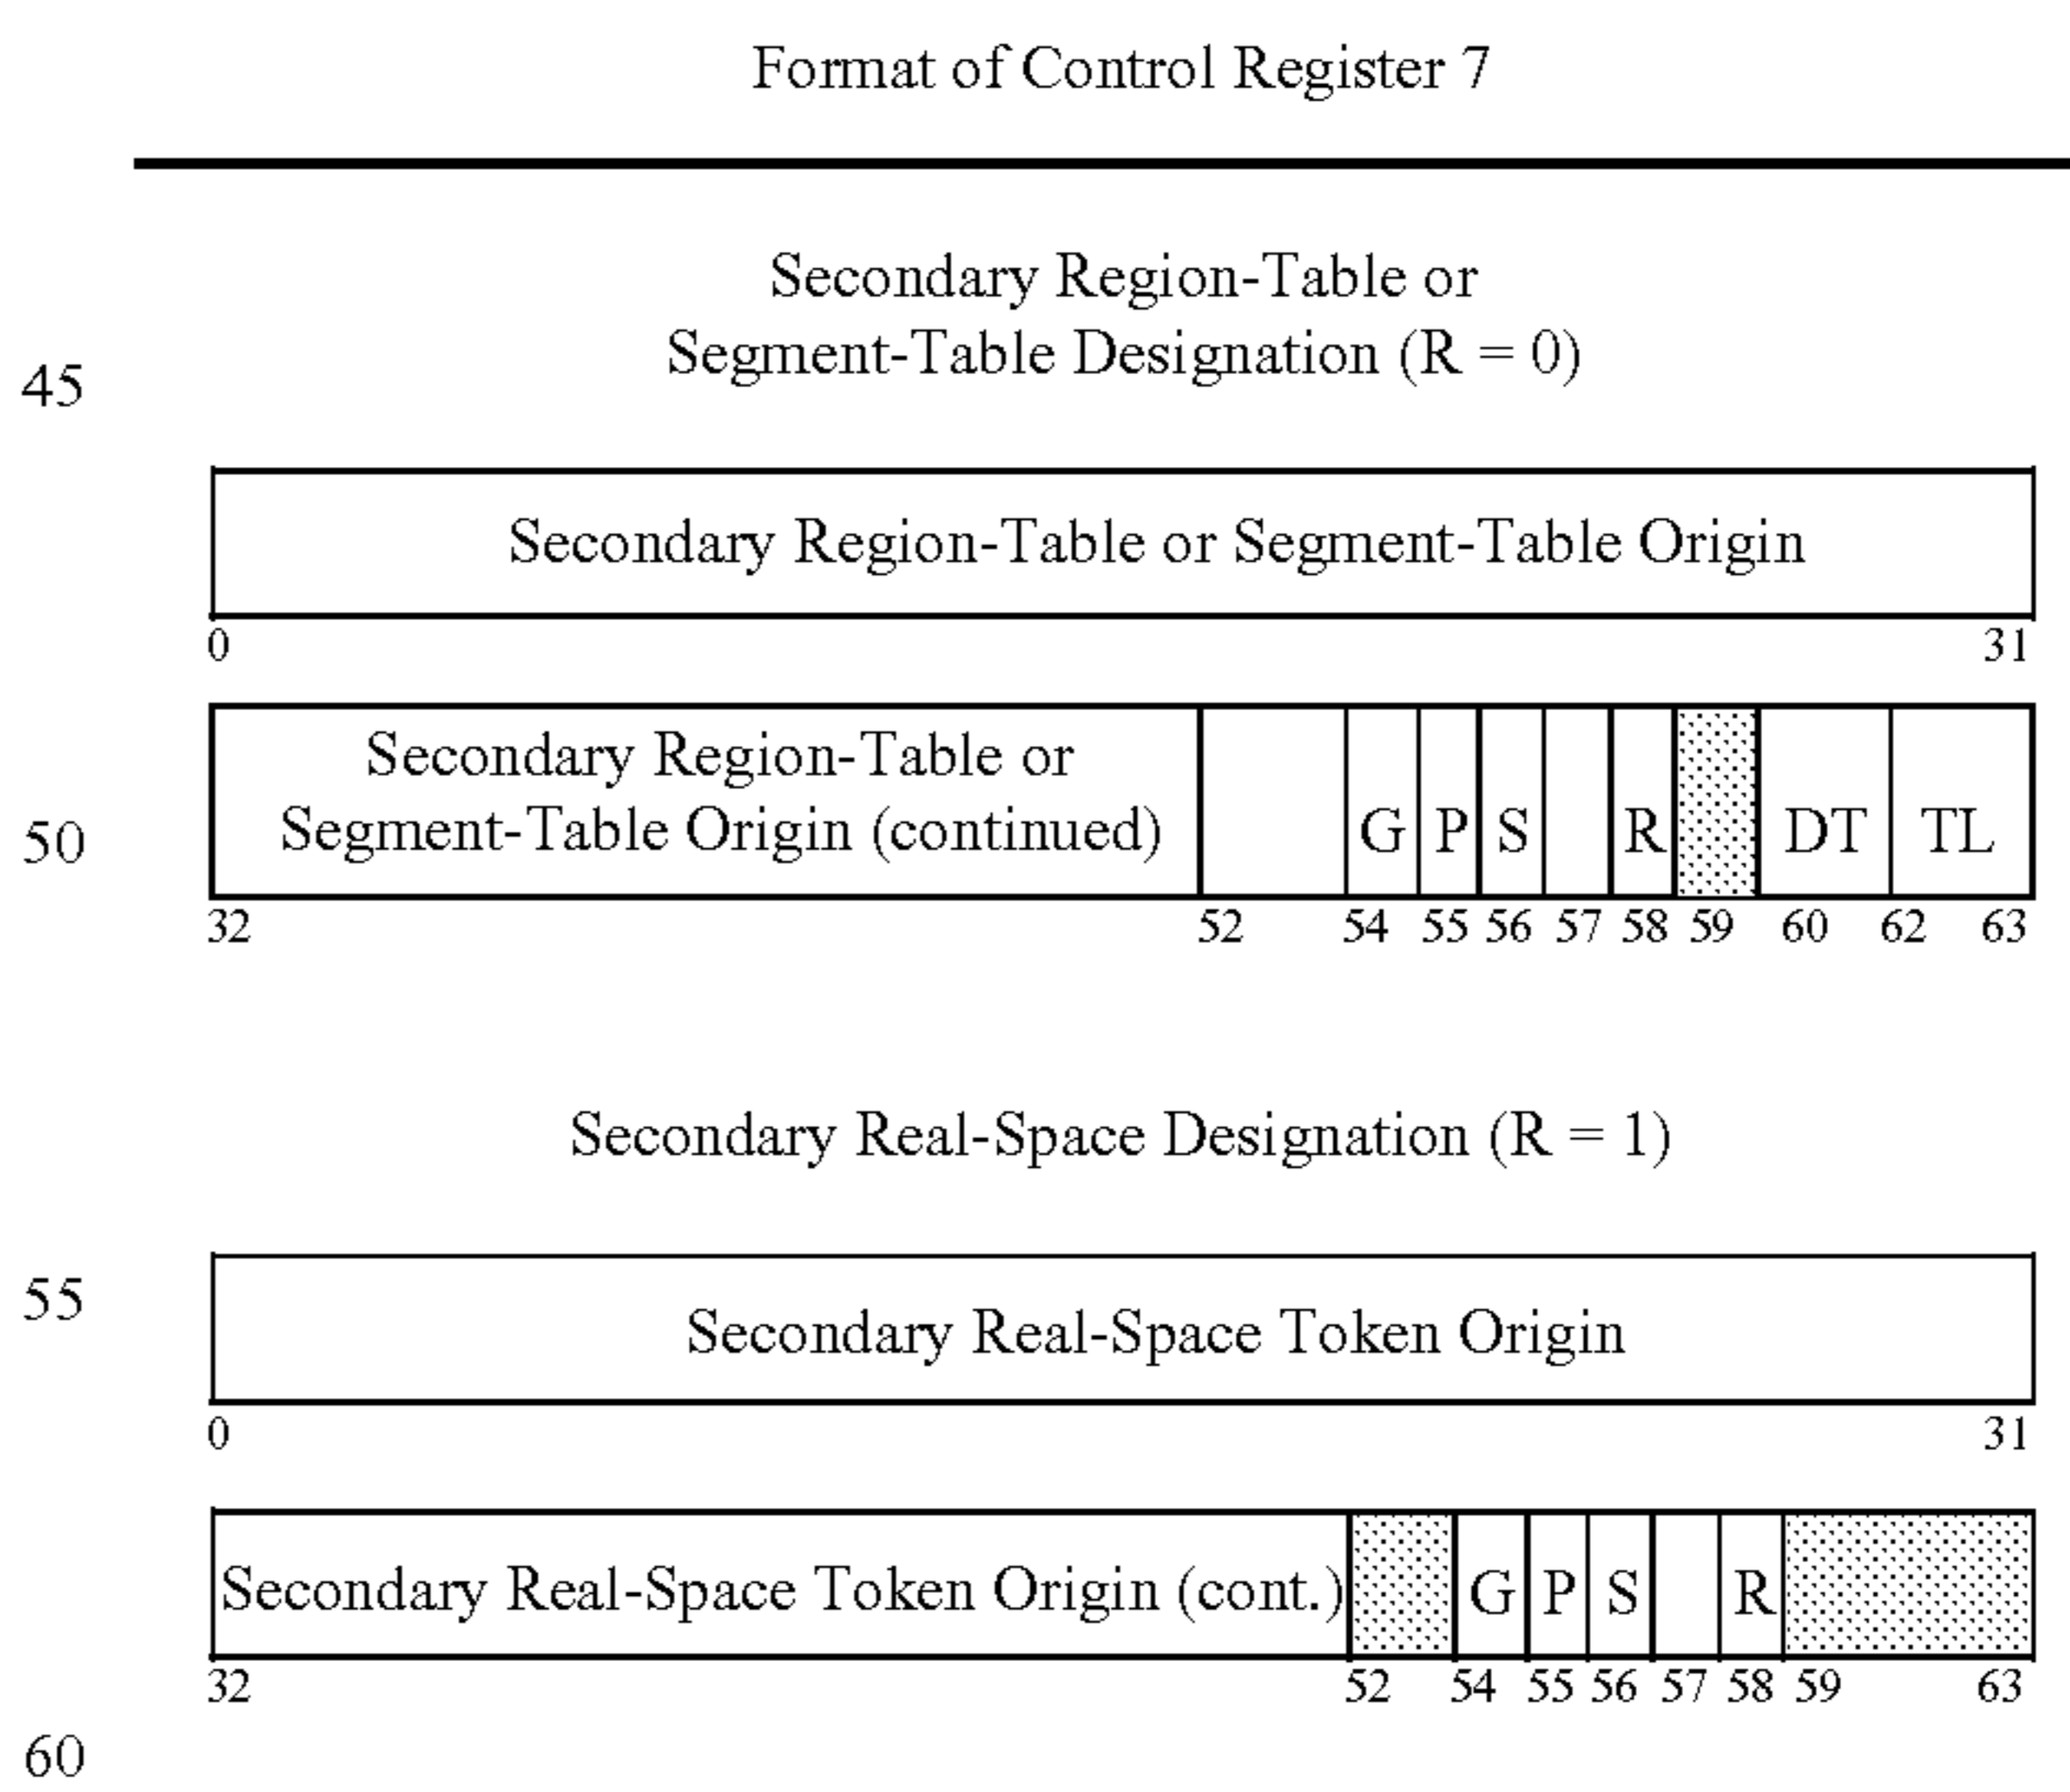 Format of Control Register 7
Secondary Region-Table or
Segment-Table Designation (R = 0)
45
Secondary Region-Table or Segment-Table Origin
0 31
Secondary Region-Table or
Segment-Table Origin (continued) G P S R DT TL
50
32 52 54 55 56 57 58 59 60 62 63
Secondary Real-Space Designation (R = 1)
55
Secondary Real-Space Token Origin
0 31
Secondary Real-Space Token Origin (cont.) G P S R
32 52 54 55 56 57 58 59 63
60